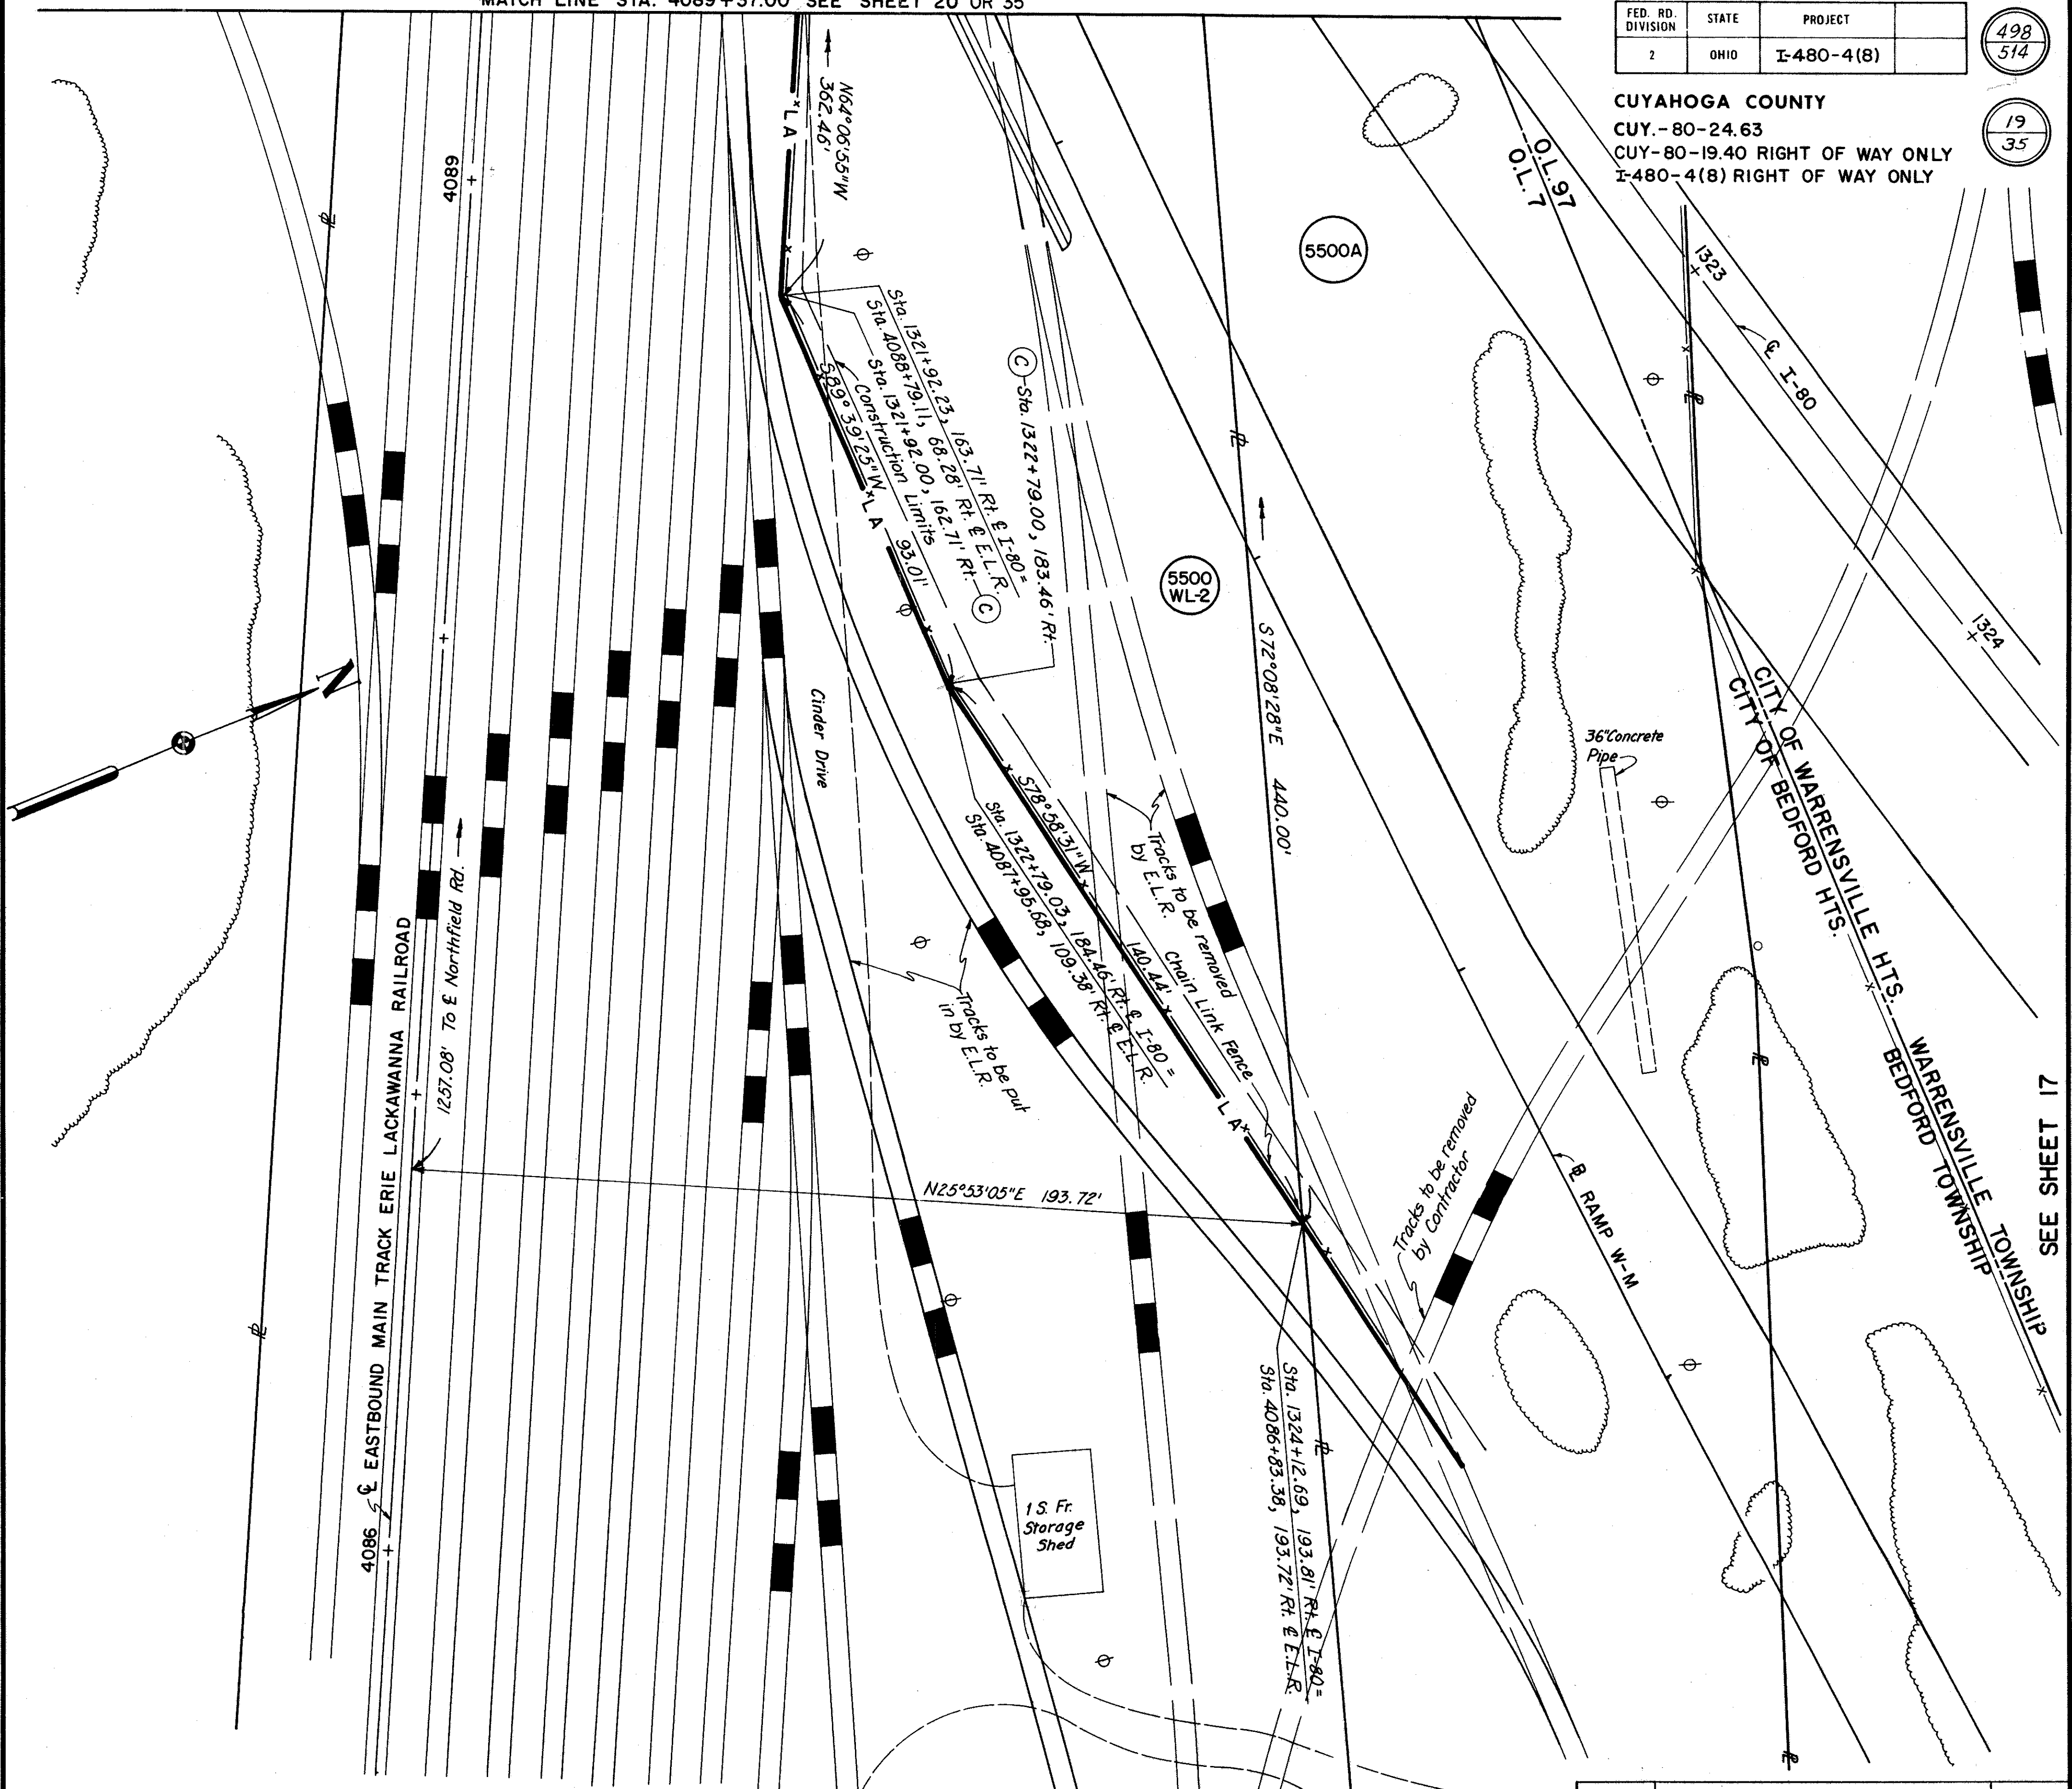 MATCH LINE STA. 4089+37.00 SEE SHEET 20 OR 35
FED. RD. DIVISION
STATE
PROJECT
2
OHIO
I-480-4(8)
498
514
19
35
CUYAHOGA COUNTY
CUY.-80-24.63
CUY-80-19.40 RIGHT OF WAY ONLY
I-480-4(8) RIGHT OF WAY ONLY
N64°06'55"W
362.46'
LA
4089
O.L. 97
O.L. 7
5500A
1323
℄ I-80
1324
Sta. 1321+92.23, 163.71' Rt. ℄ I-80=
Sta. 4088+79.11, 68.28' Rt. ℄ E.L.R.
Sta. 1321+92.00, 162.71' Rt. C
Construction Limits
S89°39'25"W
LA
93.01'
C Sta. 1322+79.00, 183.46' Rt.
5500
WL-2
S72°08'28"E 440.00'
N
Cinder Drive
CITY OF WARRENSVILLE HTS.
CITY OF BEDFORD HTS.
WARRENSVILLE TOWNSHIP
BEDFORD TOWNSHIP
36" Concrete
Pipe
S78°58'31"W
140.44'
Sta. 1322+79.03, 184.46' Rt. ℄ I-80 =
Sta. 4087+95.68, 109.38' Rt. ℄ E.L.R.
Tracks to be removed
by E.L.R.
Chain Link Fence
LA
Tracks to be put
in by E.L.R.
1257.08' To ℄ Northfield Rd.
℄ EASTBOUND MAIN TRACK ERIE LACKAWANNA RAILROAD
4086
N25°53'05"E 193.72'
Tracks to be removed
by Contractor
B RAMP W-M
SEE SHEET 17
Sta. 1324+12.69, 193.81' Rt. ℄ I-80=
Sta. 4086+83.38, 193.72' Rt. ℄ E.L.R.
1 S. Fr.
Storage
Shed
PL
PL
PL
PL
PL
PL
PL